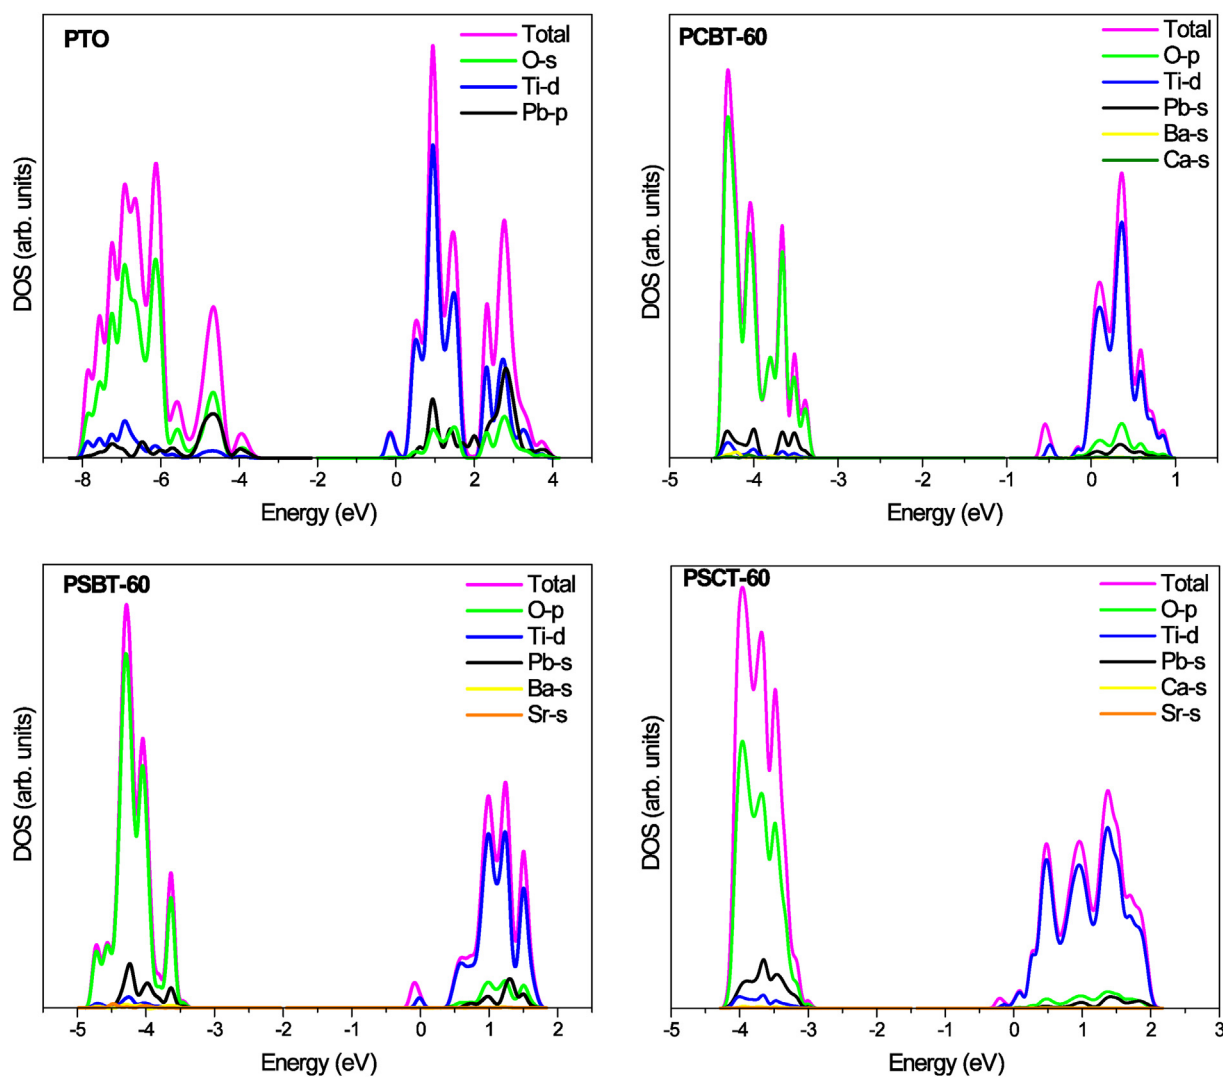 PTO
Total
O-s
Ti-d
Pb-p
DOS (arb. units)
-8 -6 -4 -2 0 2 4
Energy (eV)
PCBT-60
Total
O-p
Ti-d
Pb-s
Ba-s
Ca-s
DOS (arb. units)
-5 -4 -3 -2 -1 0 1
Energy (eV)
PSBT-60
Total
O-p
Ti-d
Pb-s
Ba-s
Sr-s
DOS (arb. units)
-5 -4 -3 -2 -1 0 1 2
Energy (eV)
PSCT-60
Total
O-p
Ti-d
Pb-s
Ca-s
Sr-s
DOS (arb. units)
-5 -4 -3 -2 -1 0 1 2 3
Energy (eV)